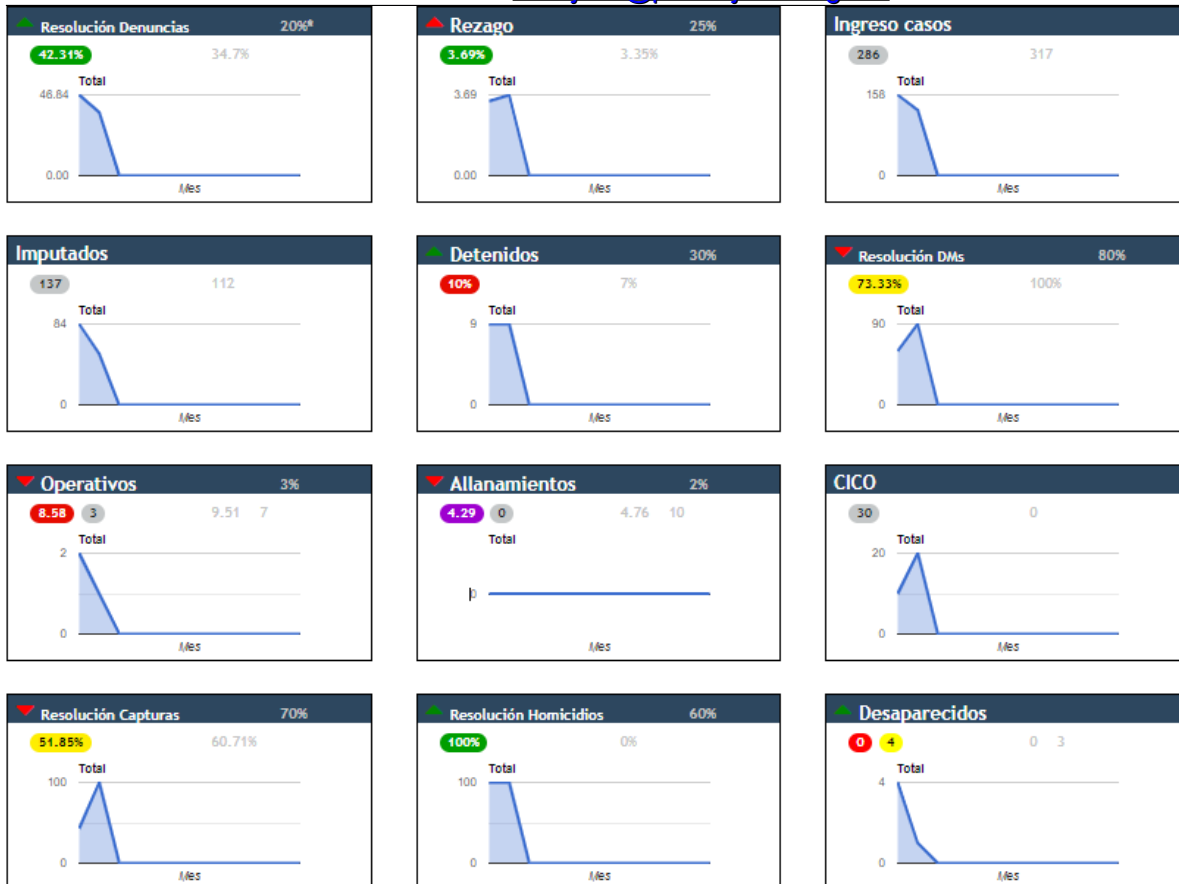 Resolución Denuncias 20%*
42.31% 34.7%
Total
46.84
0.00
Mes
Rezago 25%
3.69% 3.35%
Total
3.69
0.00
Mes
Ingreso casos
286 317
Total
158
0
Mes
Imputados
137 112
Total
84
0
Mes
Detenidos 30%
10% 7%
Total
9
0
Mes
Resolución DMs 80%
73.33% 100%
Total
90
0
Mes
Operativos 3%
8.58 3 9.51 7
Total
2
0
Mes
Allanamientos 2%
4.29 0 4.76 10
Total
0
Mes
CICO
30 0
Total
20
0
Mes
Resolución Capturas 70%
51.85% 60.71%
Total
100
0
Mes
Resolución Homicidios 60%
100% 0%
Total
100
0
Mes
Desaparecidos
0 4 0 3
Total
4
0
Mes